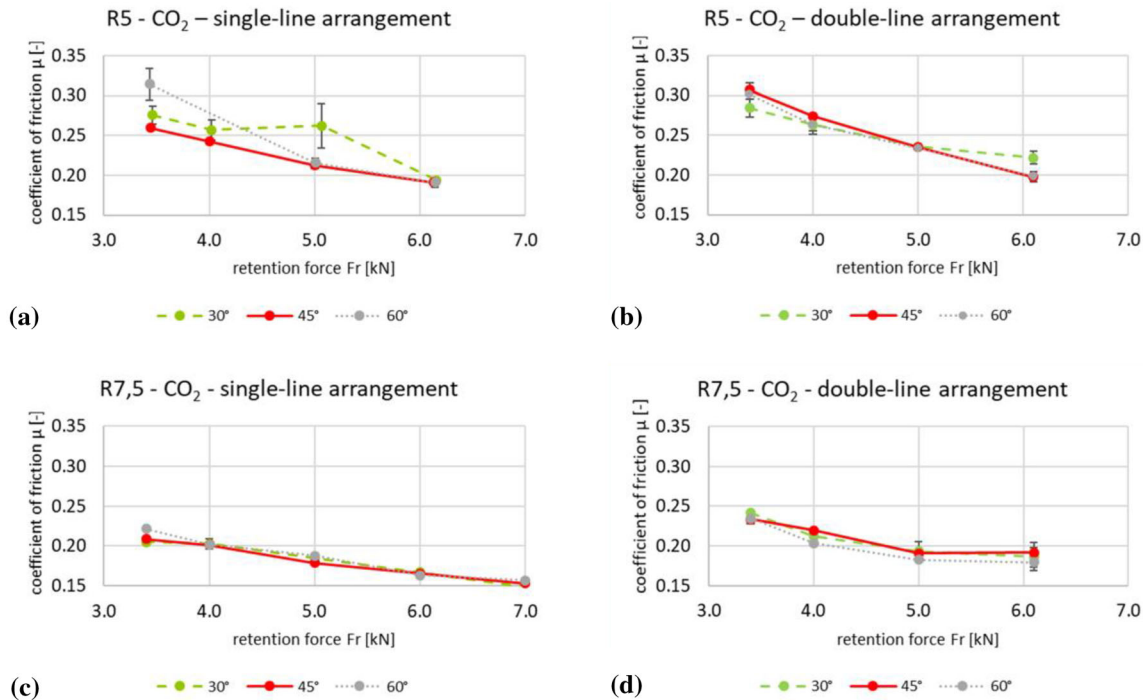 R5 - CO₂ – single-line arrangement
coefficient of friction μ [-]
0.35
0.30
0.25
0.20
0.15
3.0 4.0 5.0 6.0 7.0
retention force Fr [kN]
(a)
30° 45° 60°
R5 - CO₂ – double-line arrangement
coefficient of friction μ [-]
0.35
0.30
0.25
0.20
0.15
3.0 4.0 5.0 6.0 7.0
retention force Fr [kN]
(b)
30° 45° 60°
R7,5 - CO₂ - single-line arrangement
coefficient of friction μ [-]
0.35
0.30
0.25
0.20
0.15
3.0 4.0 5.0 6.0 7.0
retention force Fr [kN]
(c)
30° 45° 60°
R7,5 - CO₂ - double-line arrangement
coefficient of friction μ [-]
0.35
0.30
0.25
0.20
0.15
3.0 4.0 5.0 6.0 7.0
retention force Fr [kN]
(d)
30° 45° 60°